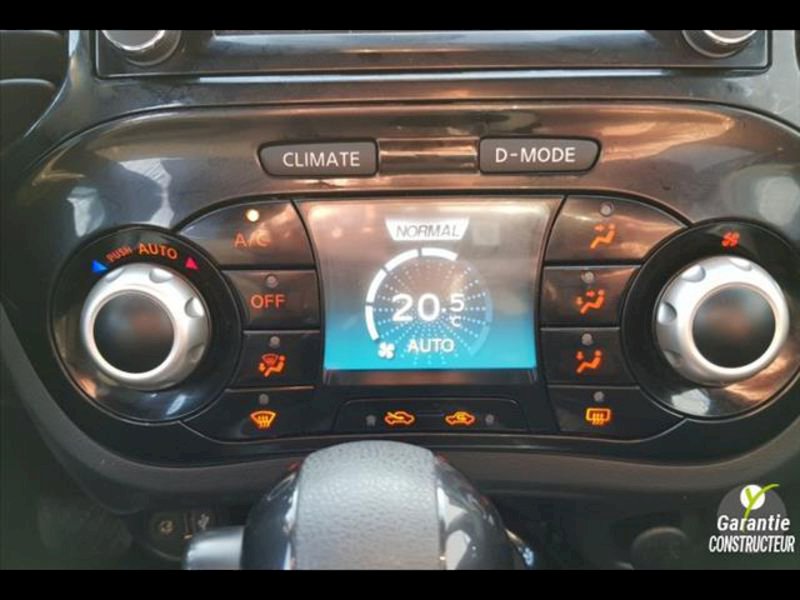 CLIMATE
D-MODE
NORMAL
PUSH AUTO
A/C
OFF
20.5
°C
AUTO
Garantie
CONSTRUCTEUR